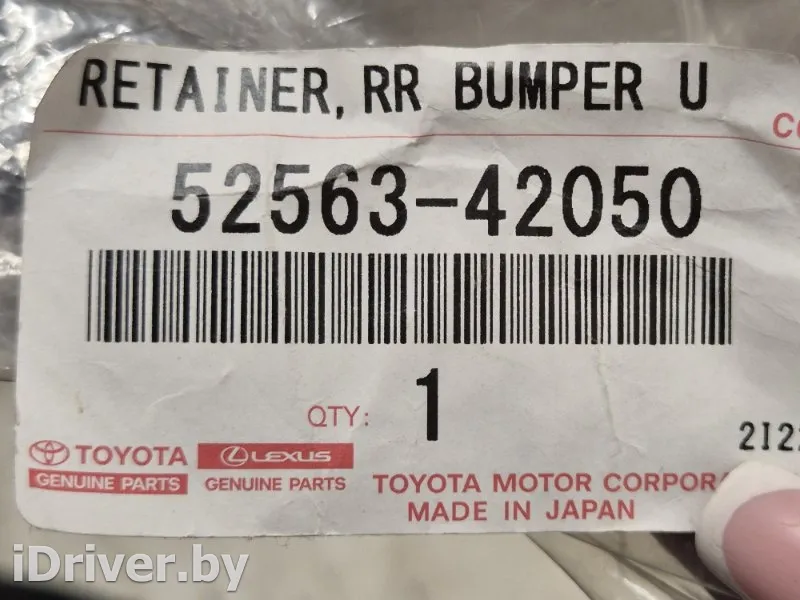 RETAINER, RR BUMPER U
52563-42050
QTY: 1
TOYOTA
GENUINE PARTS
LEXUS
GENUINE PARTS
TOYOTA MOTOR
MADE IN JAPAN
iDriver.by